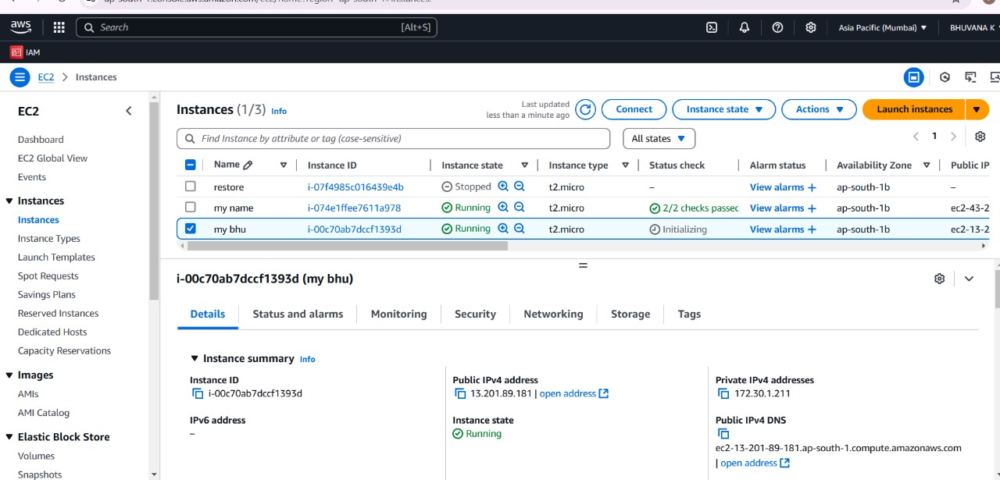 ap-south-1.console.aws.amazon.com/ec2/home?region=ap-south-1#Instances:
aws
Search [Alt+S]
Asia Pacific (Mumbai) BHUVANA K
IAM
EC2 Instances
EC2
Dashboard
EC2 Global View
Events
Instances
Instances
Instance Types
Launch Templates
Spot Requests
Savings Plans
Reserved Instances
Dedicated Hosts
Capacity Reservations
Images
AMIs
AMI Catalog
Elastic Block Store
Volumes
Snapshots
Instances (1/3) Info
Last updated
less than a minute ago
Connect Instance state Actions Launch instances
Find Instance by attribute or tag (case-sensitive) All states 1
Name Instance ID Instance state Instance type Status check Alarm status Availability Zone Public IP
restore i-07f4985c016439e4b Stopped t2.micro – View alarms + ap-south-1b –
my name i-074e1ffee7611a978 Running t2.micro 2/2 checks passec View alarms + ap-south-1b ec2-43-2
my bhu i-00c70ab7dccf1393d Running t2.micro Initializing View alarms + ap-south-1b ec2-13-2
i-00c70ab7dccf1393d (my bhu)
Details Status and alarms Monitoring Security Networking Storage Tags
Instance summary Info
Instance ID
i-00c70ab7dccf1393d
IPv6 address
–
Public IPv4 address
13.201.89.181 | open address
Instance state
Running
Private IPv4 addresses
172.30.1.211
Public IPv4 DNS
ec2-13-201-89-181.ap-south-1.compute.amazonaws.com
| open address